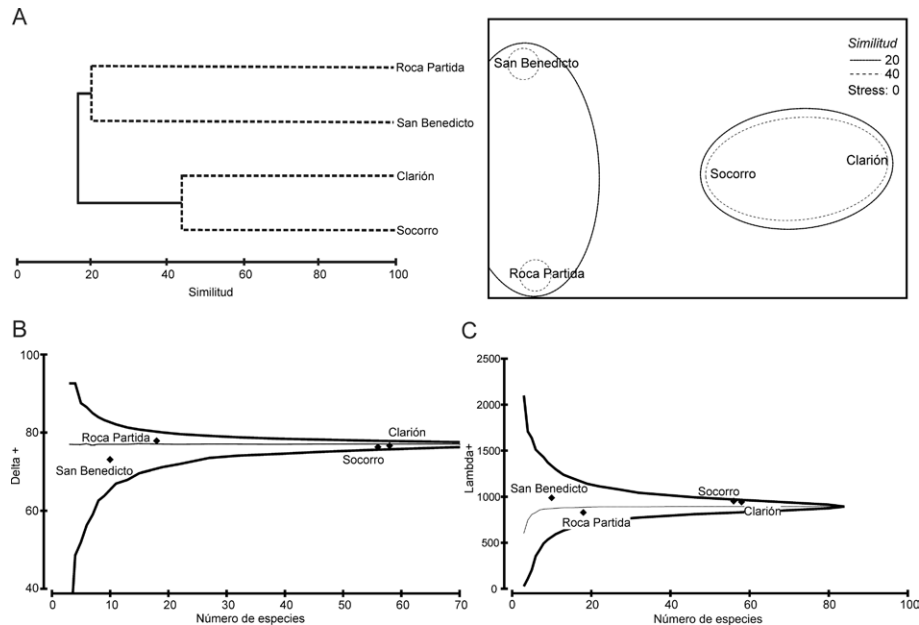 A
Roca Partida
San Benedicto
Clarión
Socorro
0 20 40 60 80 100
Similitud
San Benedicto
Roca Partida
Socorro
Clarión
Similitud
20
40
Stress: 0
B
100
80
60
40
Delta +
Roca Partida
San Benedicto
Clarión
Socorro
0 10 20 30 40 50 60 70
Número de especies
C
2500
2000
1500
1000
500
0
Lambda+
San Benedicto
Roca Partida
Socorro
Clarión
0 20 40 60 80 100
Número de especies